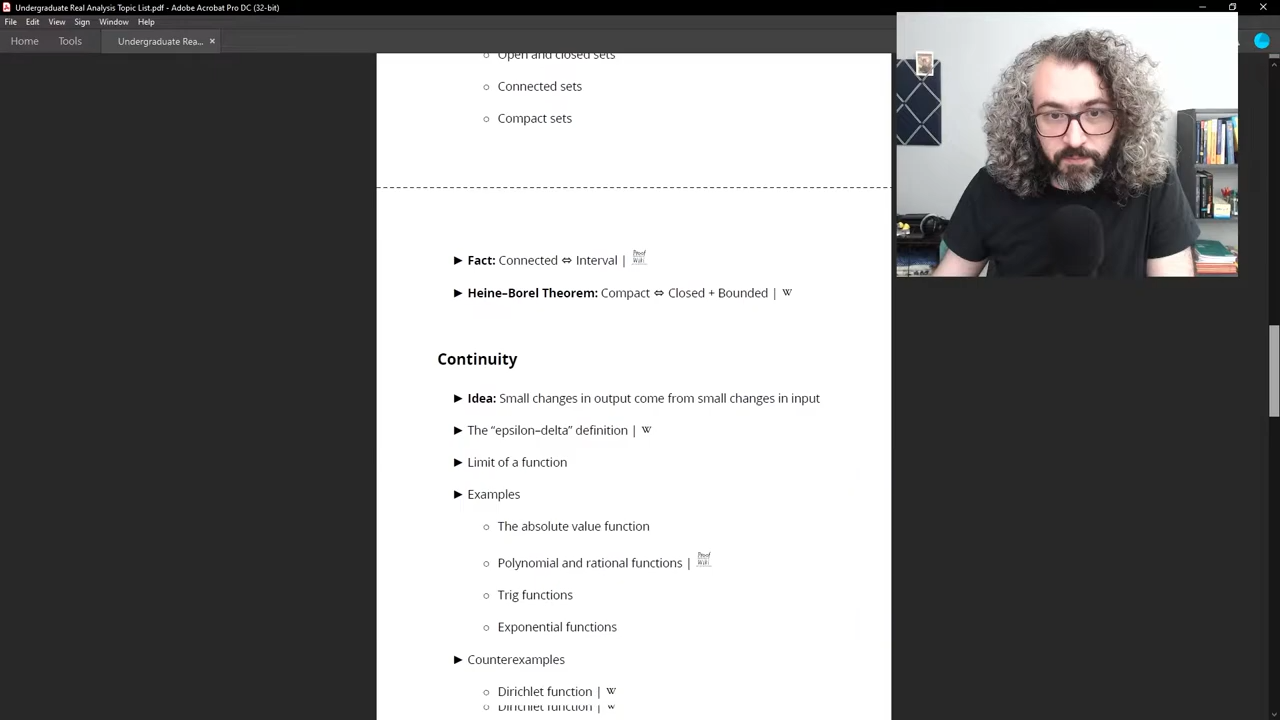 Undergraduate Real Analysis Topic List.pdf - Adobe Acrobat Pro DC (32-bit)
File Edit View Sign Window Help
Home Tools Undergraduate Rea... ×
○ Open and closed sets
○ Connected sets
○ Compact sets
► Fact: Connected ⇔ Interval | Proof Wiki
► Heine–Borel Theorem: Compact ⇔ Closed + Bounded | W
Continuity
► Idea: Small changes in output come from small changes in input
► The “epsilon–delta” definition | W
► Limit of a function
► Examples
○ The absolute value function
○ Polynomial and rational functions | Proof Wiki
○ Trig functions
○ Exponential functions
► Counterexamples
○ Dirichlet function | W
○ Dirichlet function | W